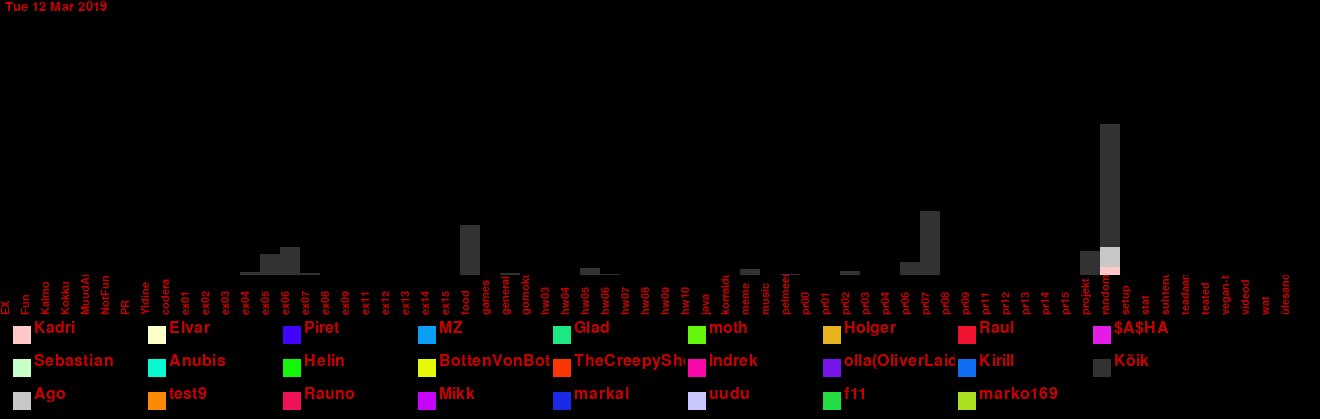 Tue 12 Mar 2019
EX Fun Kalmo Kokku MuudAi NotFun PR Yldine codera ex01 ex02 ex03 ex04 ex05 ex06 ex07 ex08 ex09 ex11 ex12 ex13 ex14 ex15 food games general gomoku hw03 hw04 hw05 hw06 hw07 hw08 hw09 hw10 java korraldu meme music pelmee pr00 pr01 pr02 pr03 pr04 pr06 pr07 pr08 pr09 pr11 pr12 pr13 pr14 pr15 projekt random setup stat suhtenu teadaan teated vegan-t videod wat ülesand
Kadri Elvar Piret MZ Glad moth Holger Raul $A$HA
Sebastian Anubis Helin BottenVonBot TheCreepySh Indrek olla(OliverLaid Kirill Kõik
Ago test9 Rauno Mikk markal uudu f11 marko169